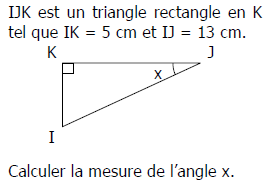 IJK est un triangle rectangle en K
tel que IK = 5 cm et IJ = 13 cm.
K J
x
I
Calculer la mesure de l'angle x.